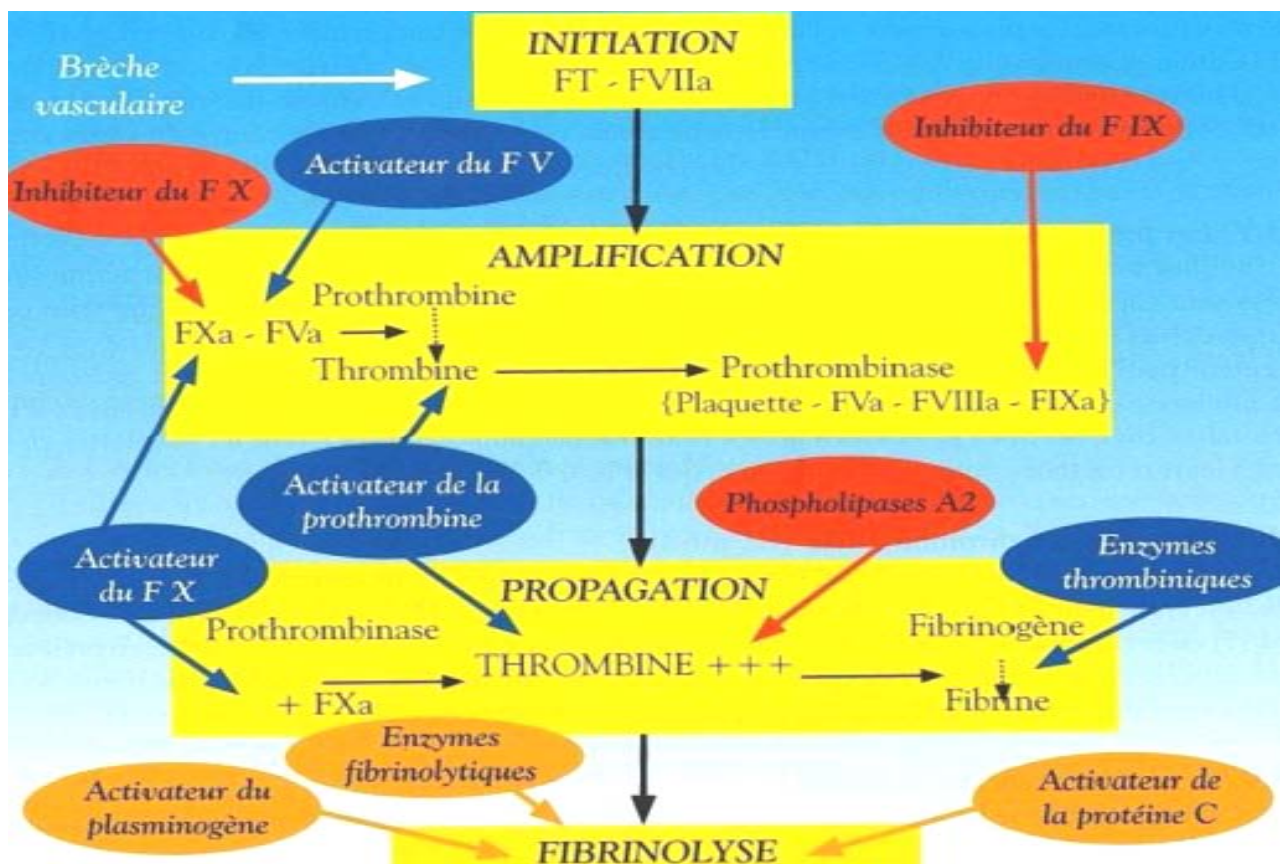 INITIATION
FT - FVIIa
Brèche
vasculaire
Inhibiteur du F IX
Activateur du F V
Inhibiteur du F X
AMPLIFICATION
Prothrombine
FXa - FVa
Thrombine
Prothrombinase
{Plaquette - FVa - FVIIIa - FIXa}
Activateur de la
prothrombine
Phospholipases A2
Activateur
du F X
Enzymes
thrombiniques
PROPAGATION
Prothrombinase
Fibrinogène
THROMBINE + + +
+ FXa
Fibrine
Enzymes
fibrinolytiques
Activateur du
plasminogène
Activateur de
la protéine C
FIBRINOLYSE